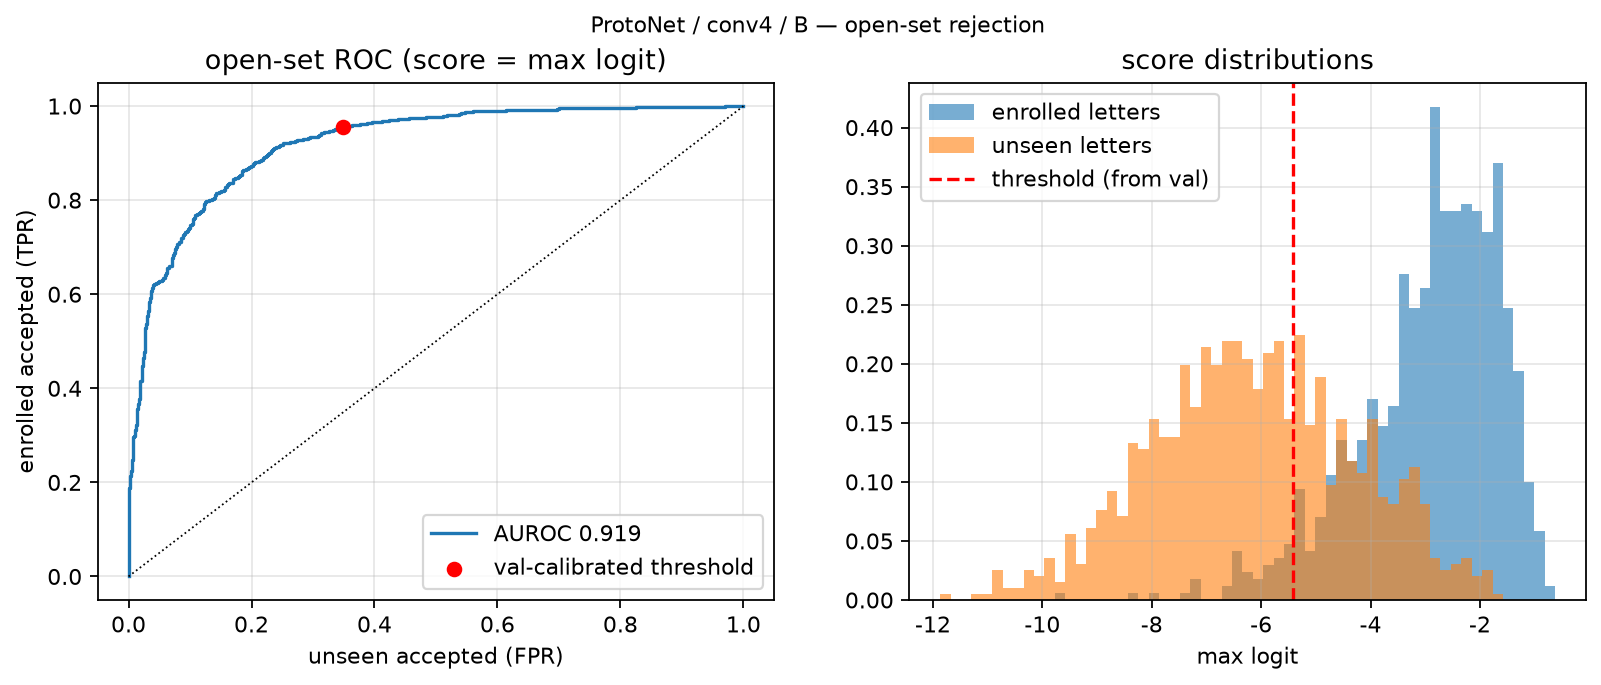 ProtoNet / conv4 / B — open-set rejection
open-set ROC (score = max logit)
1.0
0.8
0.6
0.4
0.2
0.0
enrolled accepted (TPR)
AUROC 0.919
val-calibrated threshold
0.0 0.2 0.4 0.6 0.8 1.0
unseen accepted (FPR)
score distributions
enrolled letters
unseen letters
threshold (from val)
0.40
0.35
0.30
0.25
0.20
0.15
0.10
0.05
0.00
-12 -10 -8 -6 -4 -2
max logit